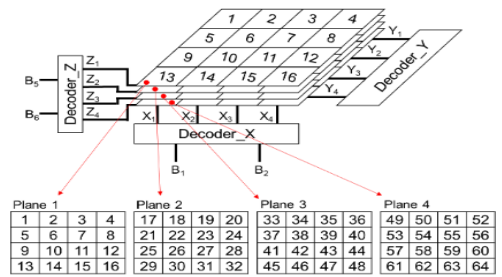 1 2 3 4
5 6 7 8
9 10 11 12
13 14 15 16
Y₁
Y₂
Y₃
Y₄
Decoder_Y
Z₁
Z₂
Z₃
Z₄
Decoder_Z
B₅
B₆
X₁ X₂ X₃ X₄
Decoder_X
B₁ B₂
Plane 1
1 2 3 4
5 6 7 8
9 10 11 12
13 14 15 16
Plane 2
17 18 19 20
21 22 23 24
25 26 27 28
29 30 31 32
Plane 3
33 34 35 36
37 38 39 40
41 42 43 44
45 46 47 48
Plane 4
49 50 51 52
53 54 55 56
57 58 59 60
61 62 63 64